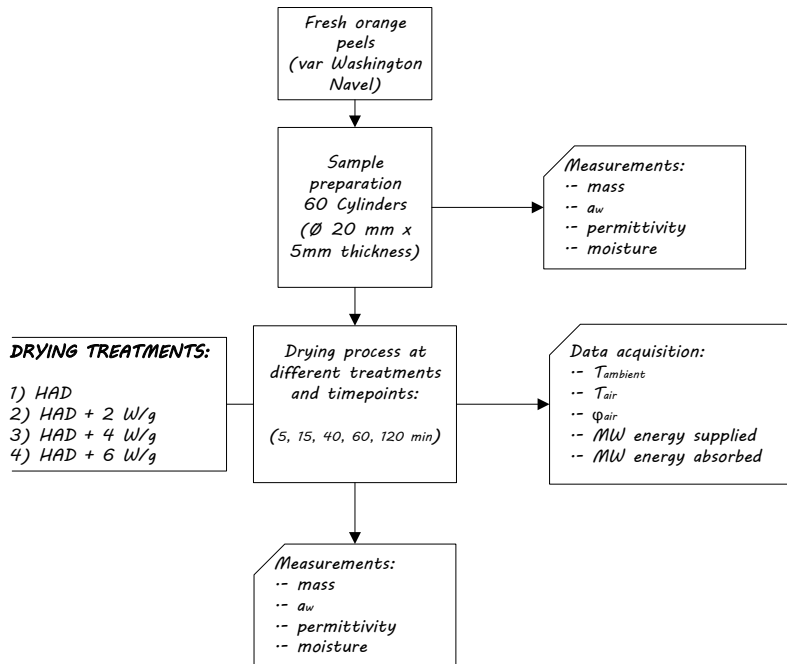 Fresh orange
peels
(var Washington
Navel)
Sample
preparation
60 Cylinders
(Ø 20 mm x
5mm thickness)
Measurements:
·- mass
·- aw
·- permittivity
·- moisture
DRYING TREATMENTS:
1) HAD
2) HAD + 2 W/g
3) HAD + 4 W/g
4) HAD + 6 W/g
Drying process at
different treatments
and timepoints:
(5, 15, 40, 60, 120 min)
Data acquisition:
·- Tambient
·- Tair
·- φair
·- MW energy supplied
·- MW energy absorbed
Measurements:
·- mass
·- aw
·- permittivity
·- moisture